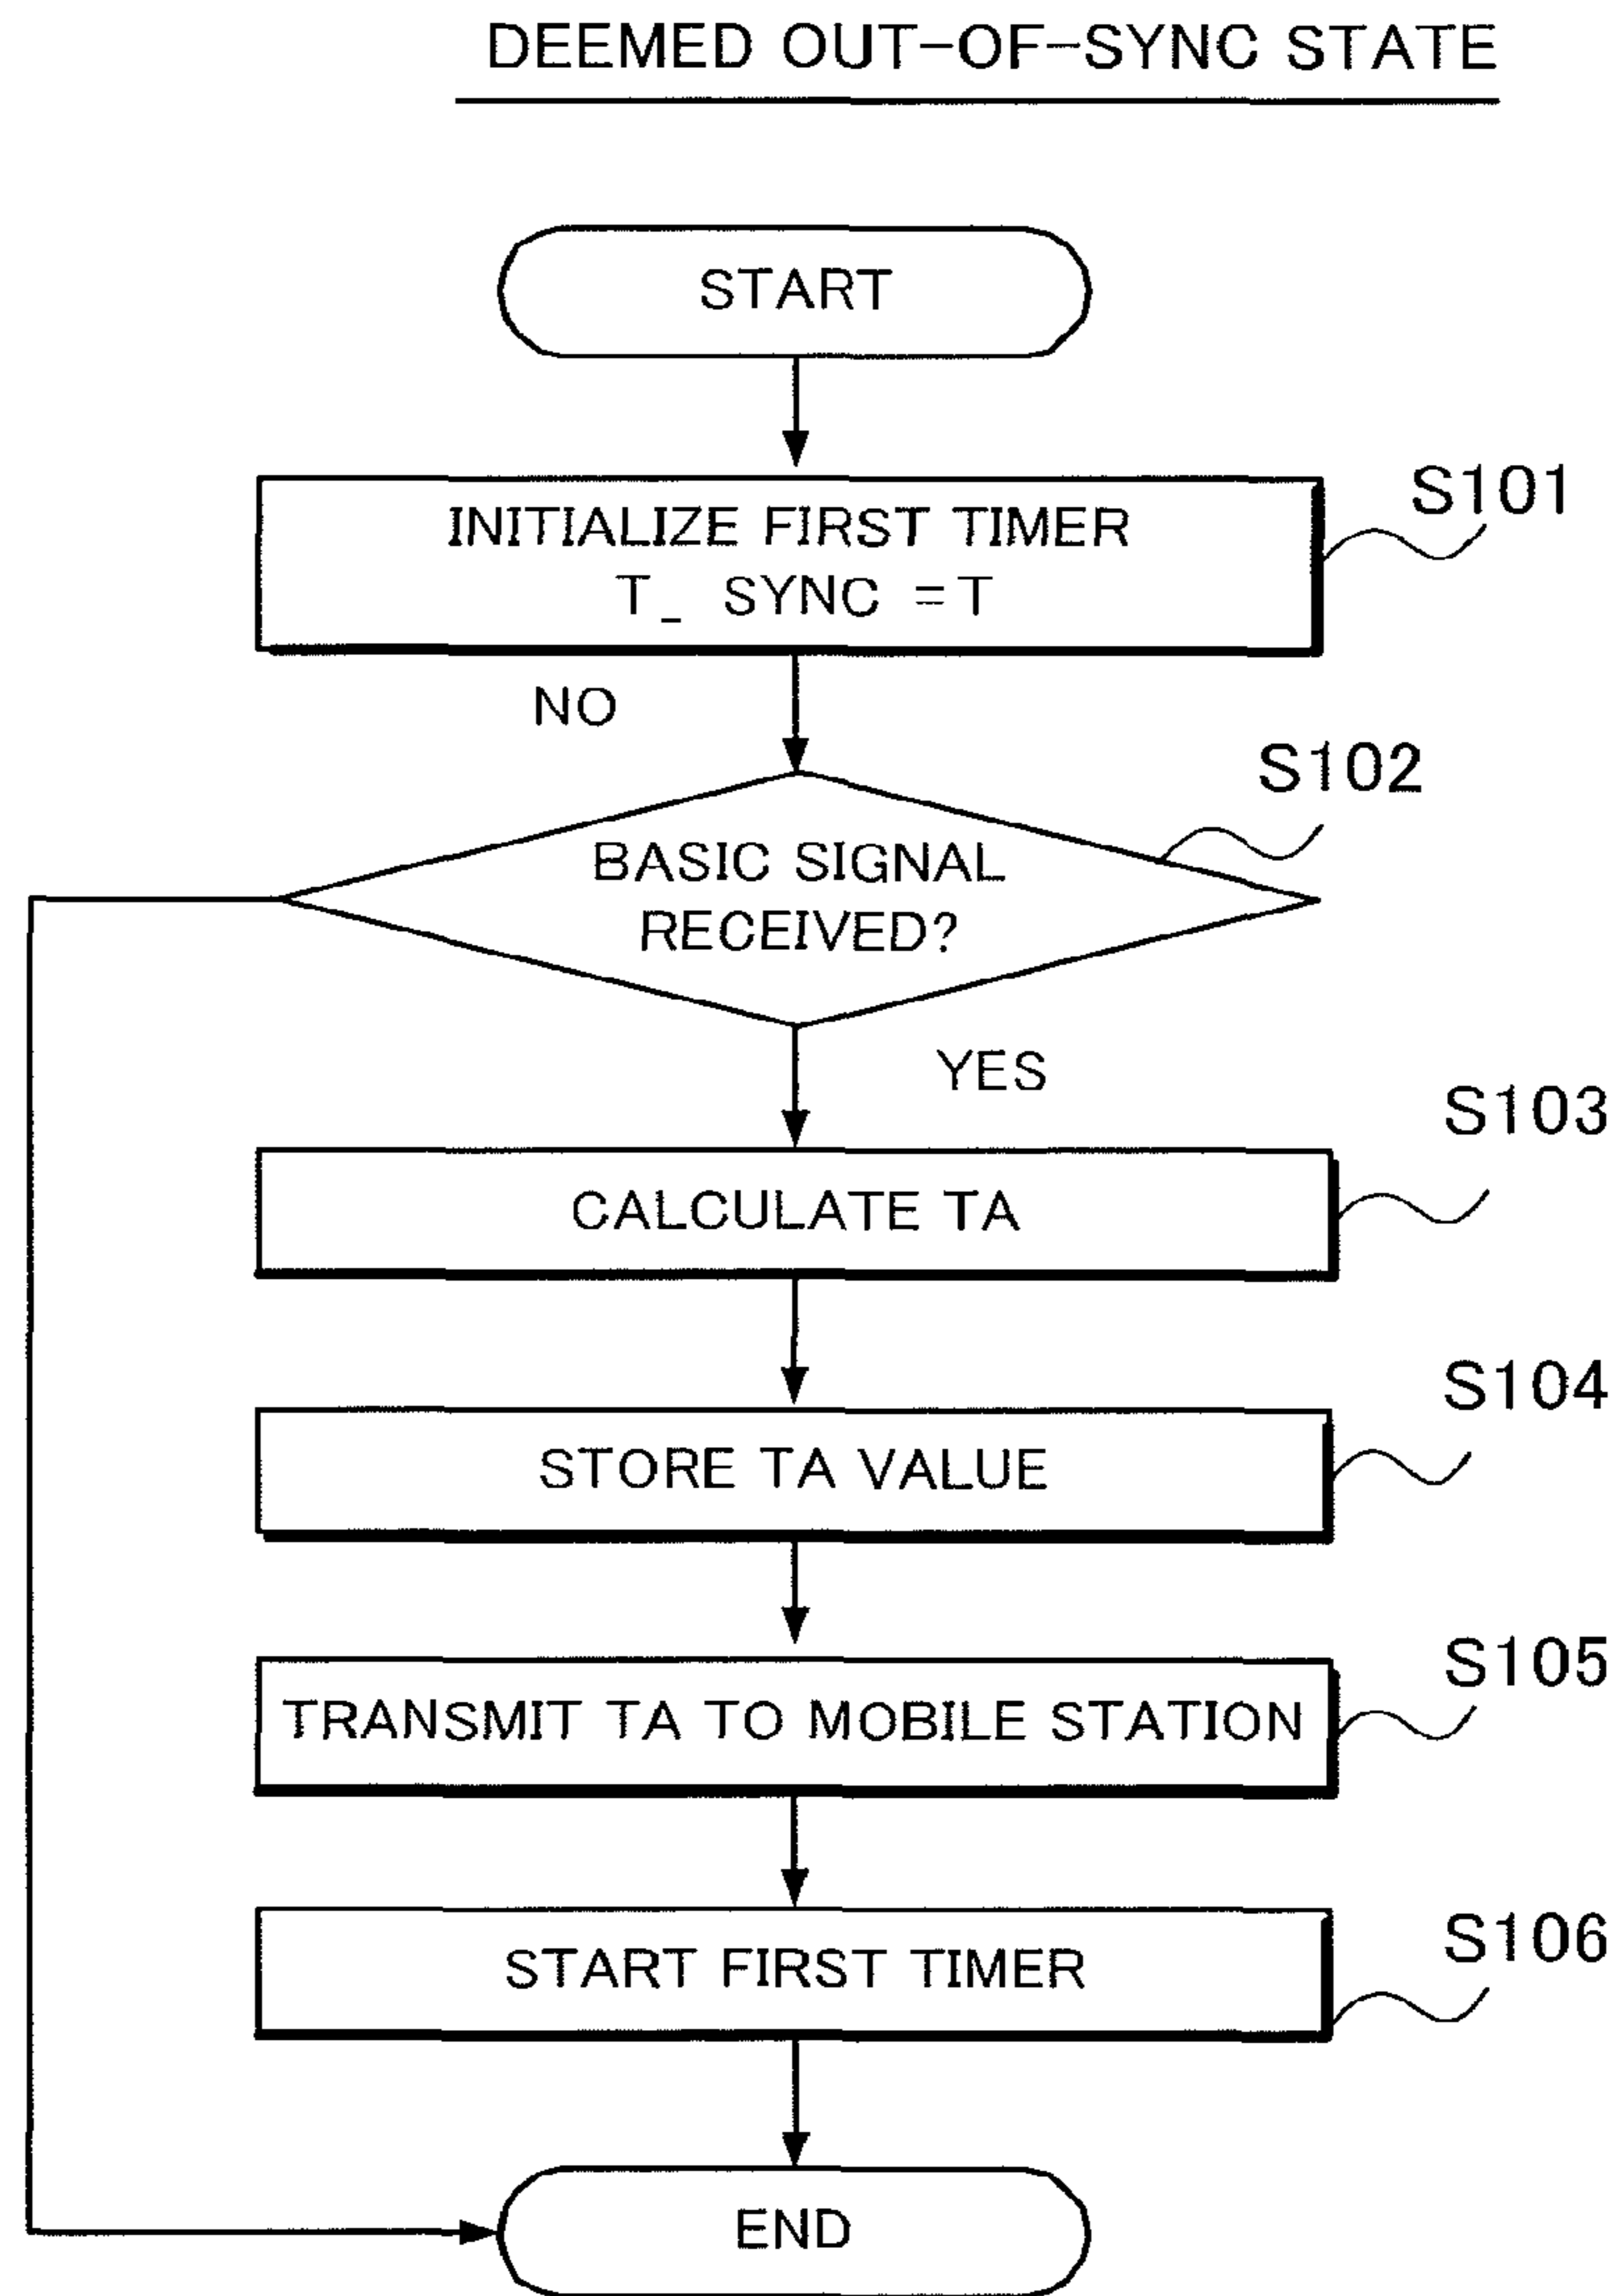 DEEMED OUT-OF-SYNC STATE
START
S101
INITIALIZE FIRST TIMER
T_ SYNC =T
NO
S102
BASIC SIGNAL
RECEIVED?
YES
S103
CALCULATE TA
S104
STORE TA VALUE
S105
TRANSMIT TA TO MOBILE STATION
S106
START FIRST TIMER
END